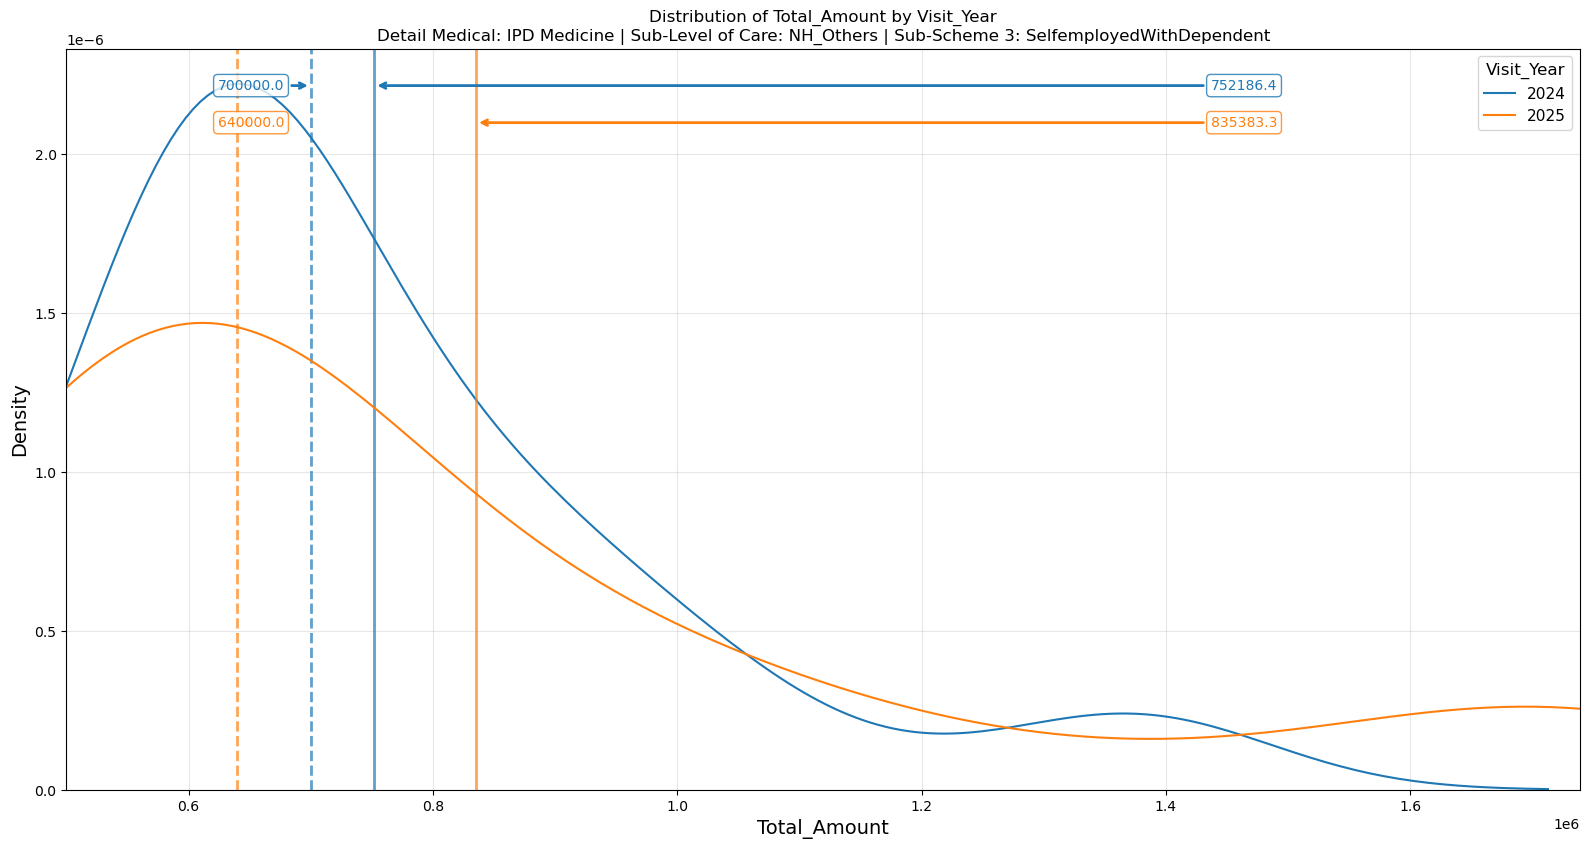 Distribution of Total_Amount by Visit_Year
Detail Medical: IPD Medicine | Sub-Level of Care: NH_Others | Sub-Scheme 3: SelfemployedWithDependent
1e−6
Visit_Year
2024
2025
700000.0
752186.4
640000.0
835383.3
2.0
1.5
1.0
0.5
0.0
Density
0.6
0.8
1.0
1.2
1.4
1.6
1e6
Total_Amount